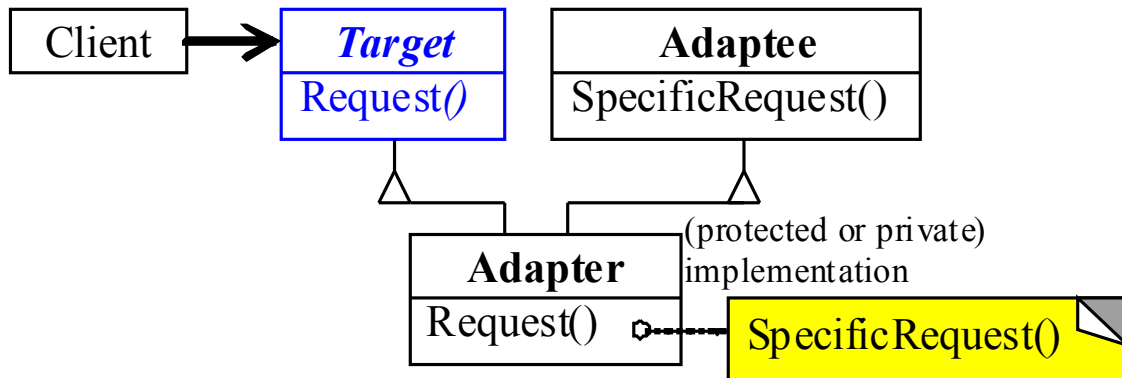 Client
Target
Adaptee
Request()
SpecificRequest()
(protected or private)
implementation
Adapter
Request()
SpecificRequest()